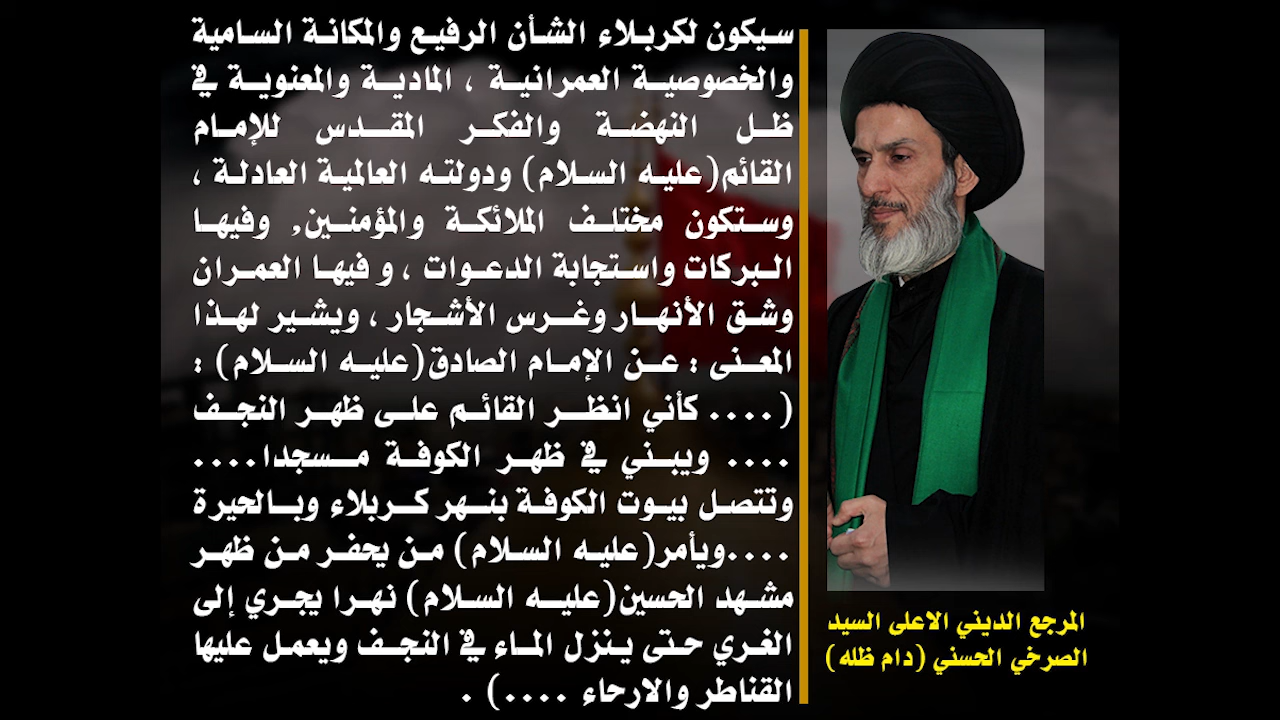 سيكون لكربلاء الشأن الرفيع والمكانة السامية
والخصوصية العمرانية ، المادية والمعنوية في
ظل النهضة والفكر المقدس للإمام
القائم(عليه السلام) ودولته العالمية العادلة ،
وستكون مختلف الملائكة والمؤمنين, وفيها
البركات واستجابة الدعوات ، و فيها العمران
وشق الأنهار وغرس الأشجار ، ويشير لهذا
المعنى : عن الإمام الصادق(عليه السلام) :
(.... كأني انظر القائم على ظهر النجف
.... ويبني في ظهر الكوفة مسجدا....
وتتصل بيوت الكوفة بنهر كربلاء وبالحيرة
....ويأمر(عليه السلام) من يحفر من ظهر
مشهد الحسين(عليه السلام) نهرا يجري إلى
الغري حتى ينزل الماء في النجف ويعمل عليها
القناطر والارحاء ....) .
المرجع الديني الاعلى السيد
الصرخي الحسني (دام ظله)